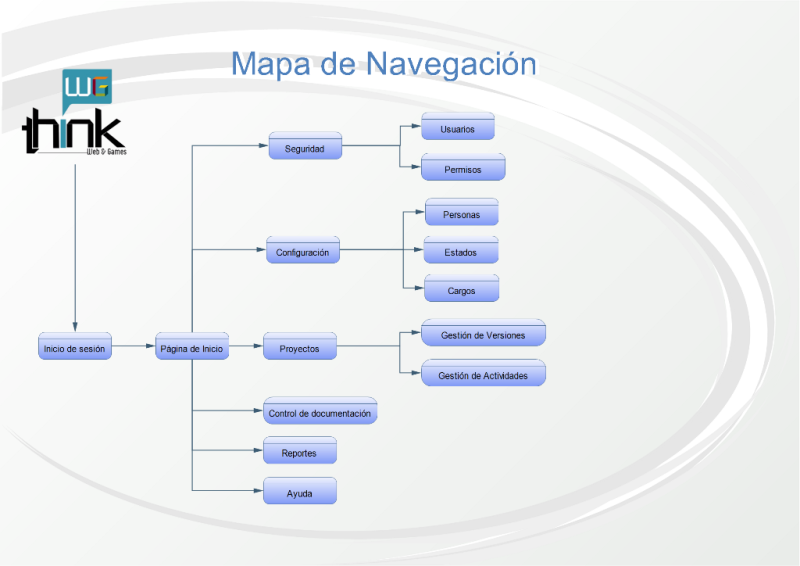 Mapa de Navegación
WG
think
Web & Games
Usuarios
Seguridad
Permisos
Personas
Configuración
Estados
Cargos
Inicio de sesión
Página de Inicio
Proyectos
Gestión de Versiones
Gestión de Actividades
Control de documentación
Reportes
Ayuda